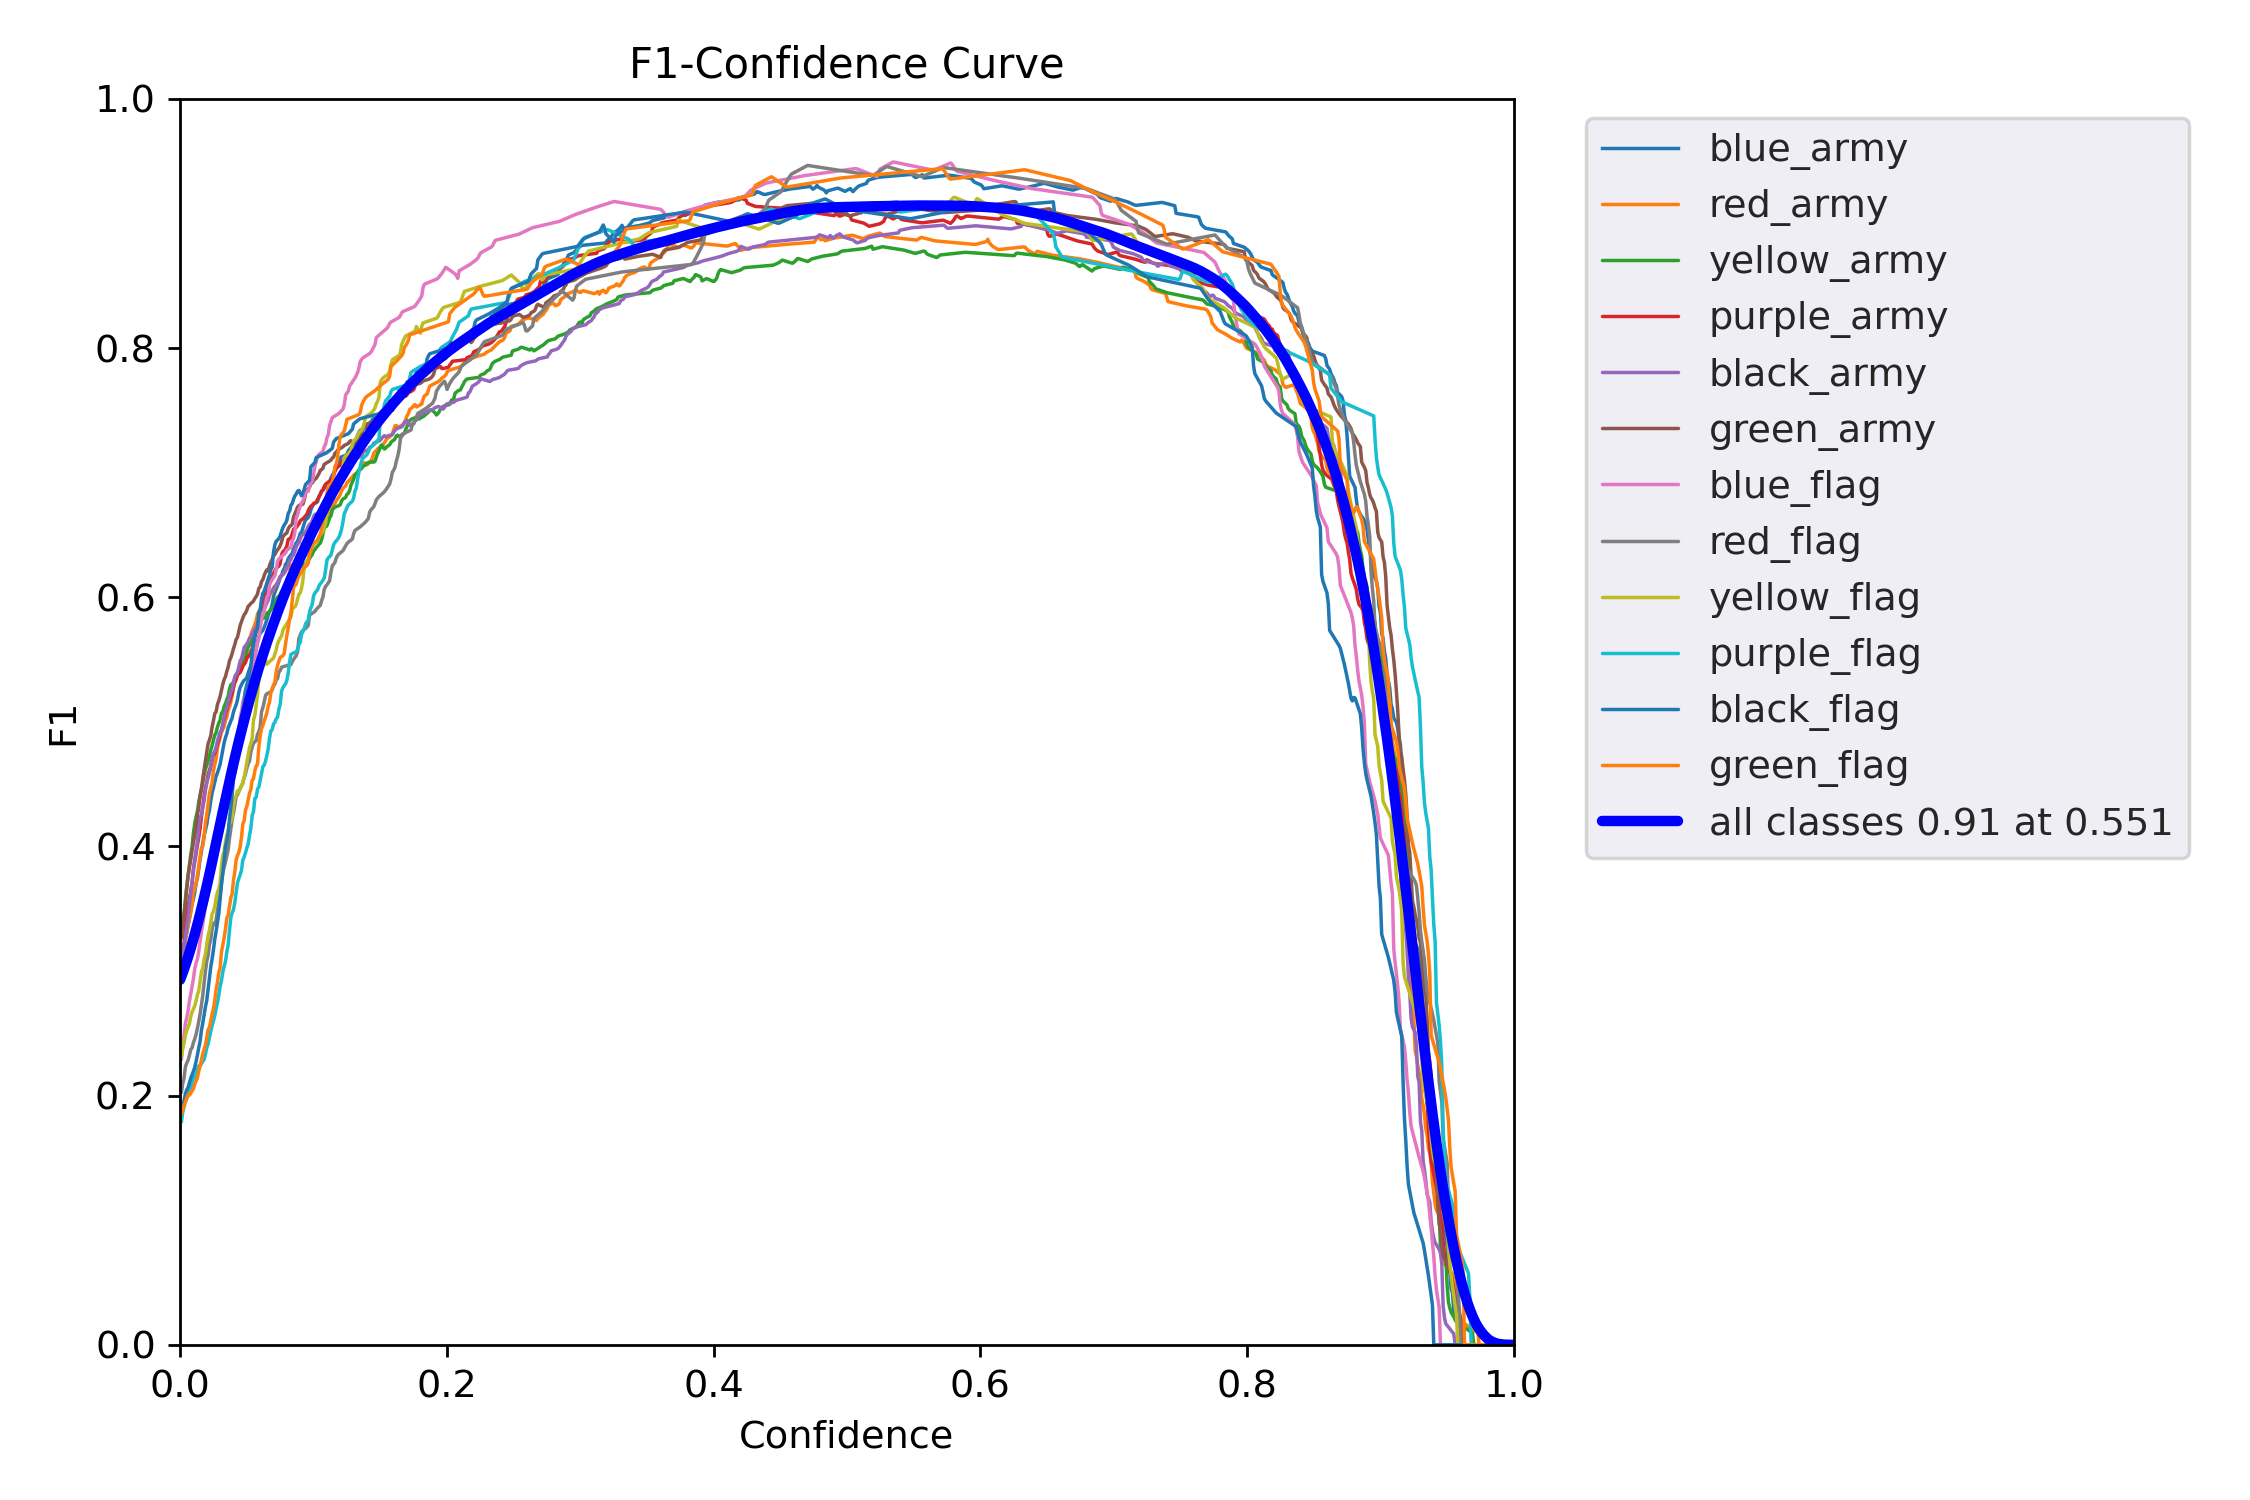 F1-Confidence Curve
1.0
0.8
0.6
0.4
0.2
0.0
F1
0.0 0.2 0.4 0.6 0.8 1.0
Confidence
blue_army
red_army
yellow_army
purple_army
black_army
green_army
blue_flag
red_flag
yellow_flag
purple_flag
black_flag
green_flag
all classes 0.91 at 0.551